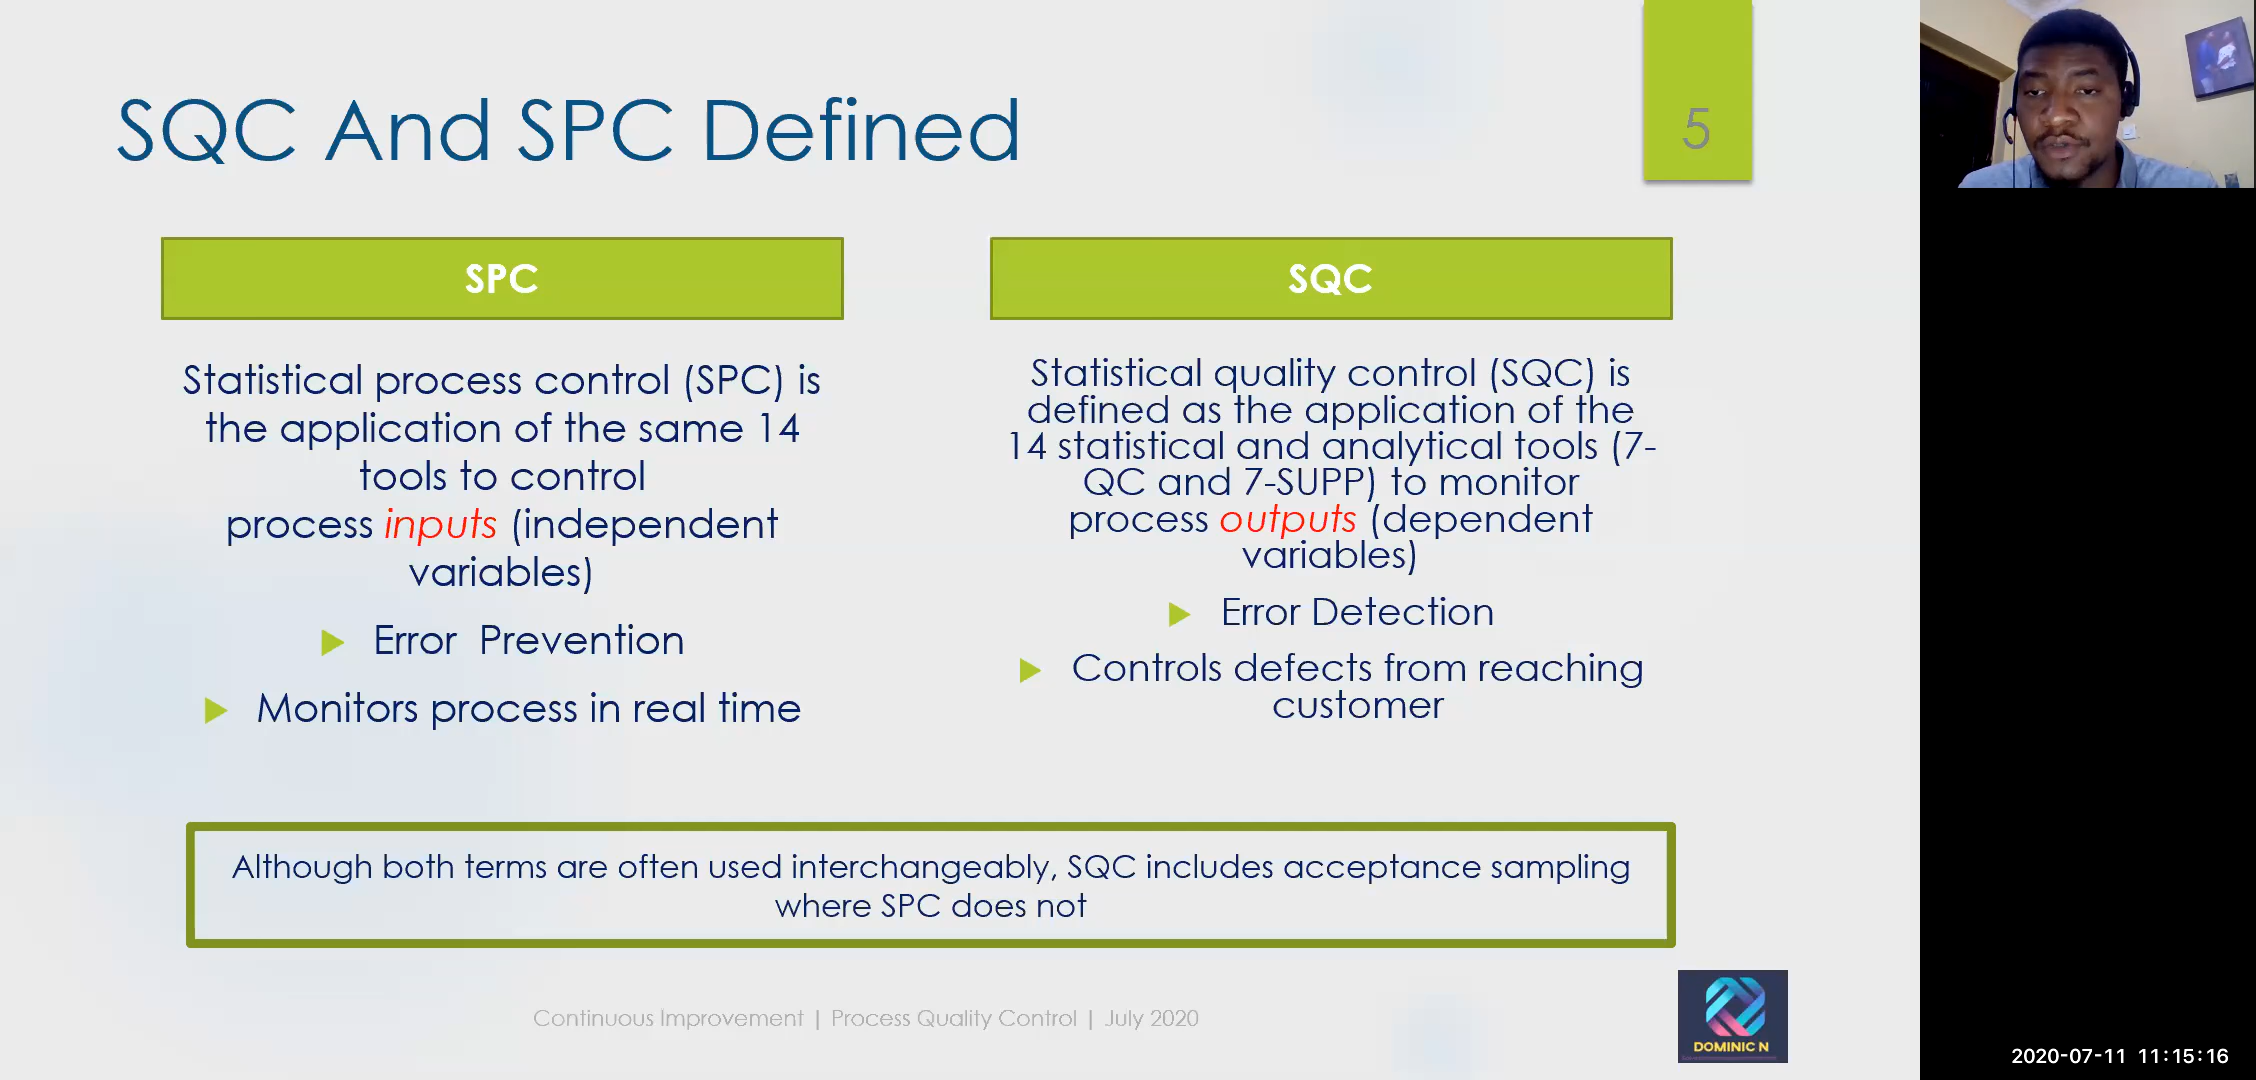 SQC And SPC Defined
5
SPC
Statistical process control (SPC) is
the application of the same 14
tools to control
process inputs (independent
variables)
Error  Prevention
Monitors process in real time
SQC
Statistical quality control (SQC) is
defined as the application of the
14 statistical and analytical tools (7-
QC and 7-SUPP) to monitor
process outputs (dependent
variables)
Error Detection
Controls defects from reaching
customer
Although both terms are often used interchangeably, SQC includes acceptance sampling
where SPC does not
Continuous Improvement | Process Quality Control | July 2020
DOMINIC N
2020-07-11 11:15:16